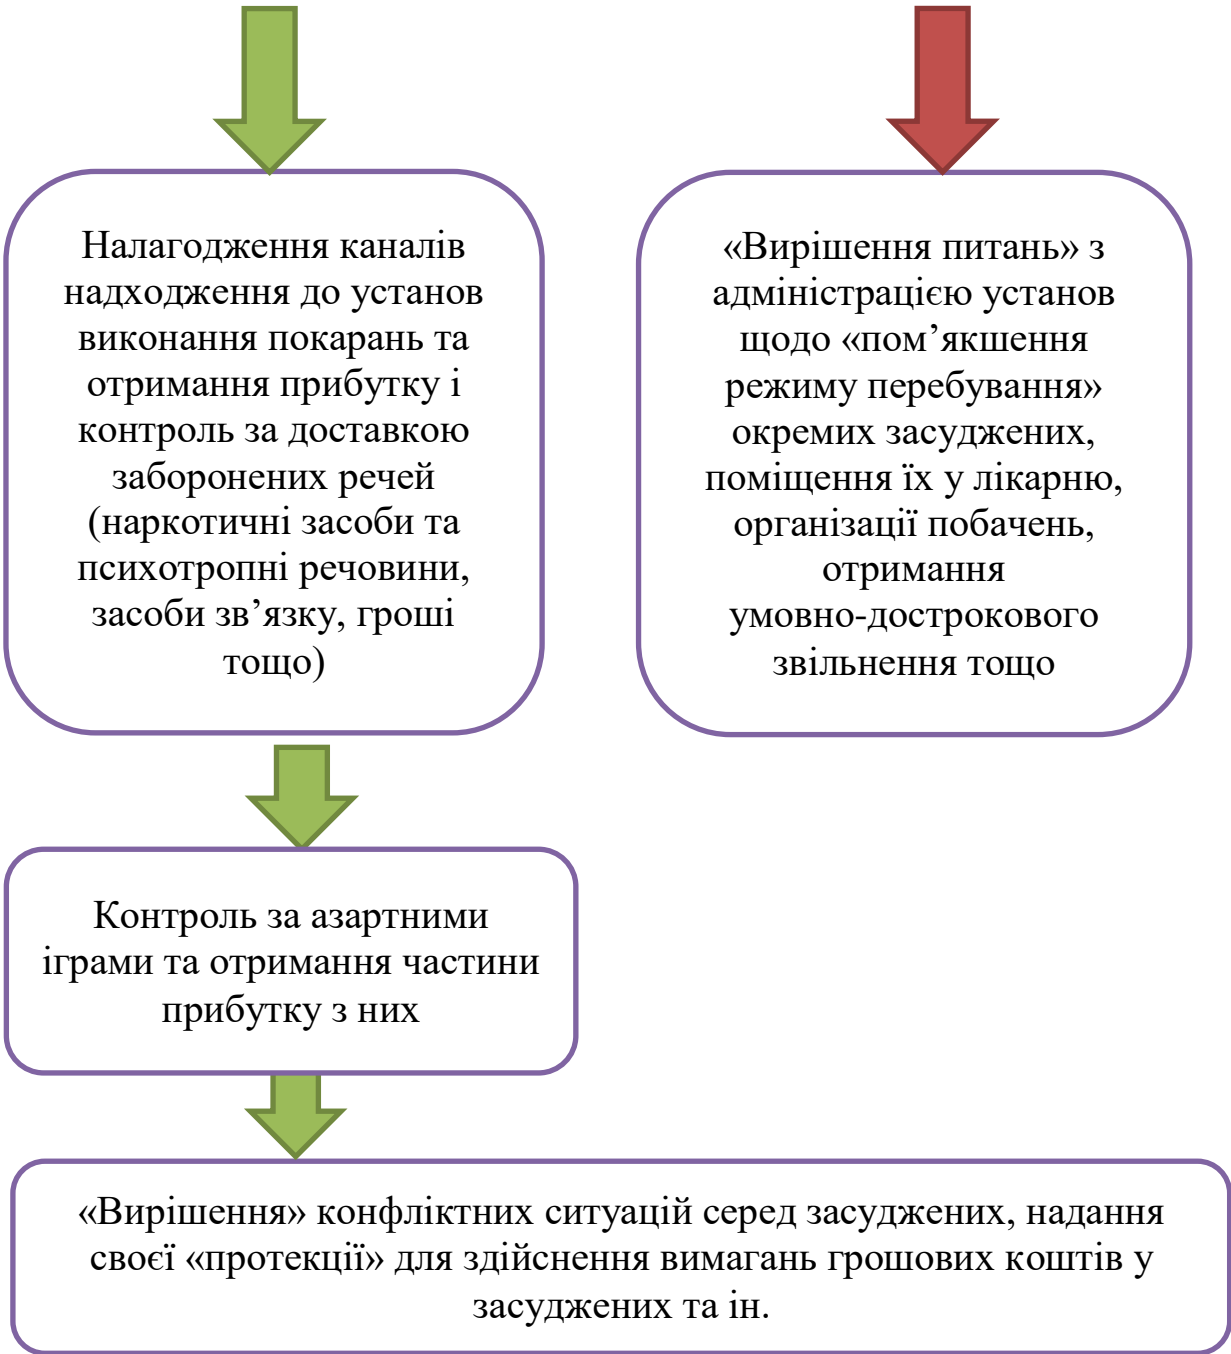 Налагодження каналів
надходження до установ
виконання покарань та
отримання прибутку і
контроль за доставкою
заборонених речей
(наркотичні засоби та
психотропні речовини,
засоби зв’язку, гроші
тощо)
«Вирішення питань» з
адміністрацією установ
щодо «пом’якшення
режиму перебування»
окремих засуджених,
поміщення їх у лікарню,
організації побачень,
отримання
умовно-дострокового
звільнення тощо
Контроль за азартними
іграми та отримання частини
прибутку з них
«Вирішення» конфліктних ситуацій серед засуджених, надання
своєї «протекції» для здійснення вимагань грошових коштів у
засуджених та ін.